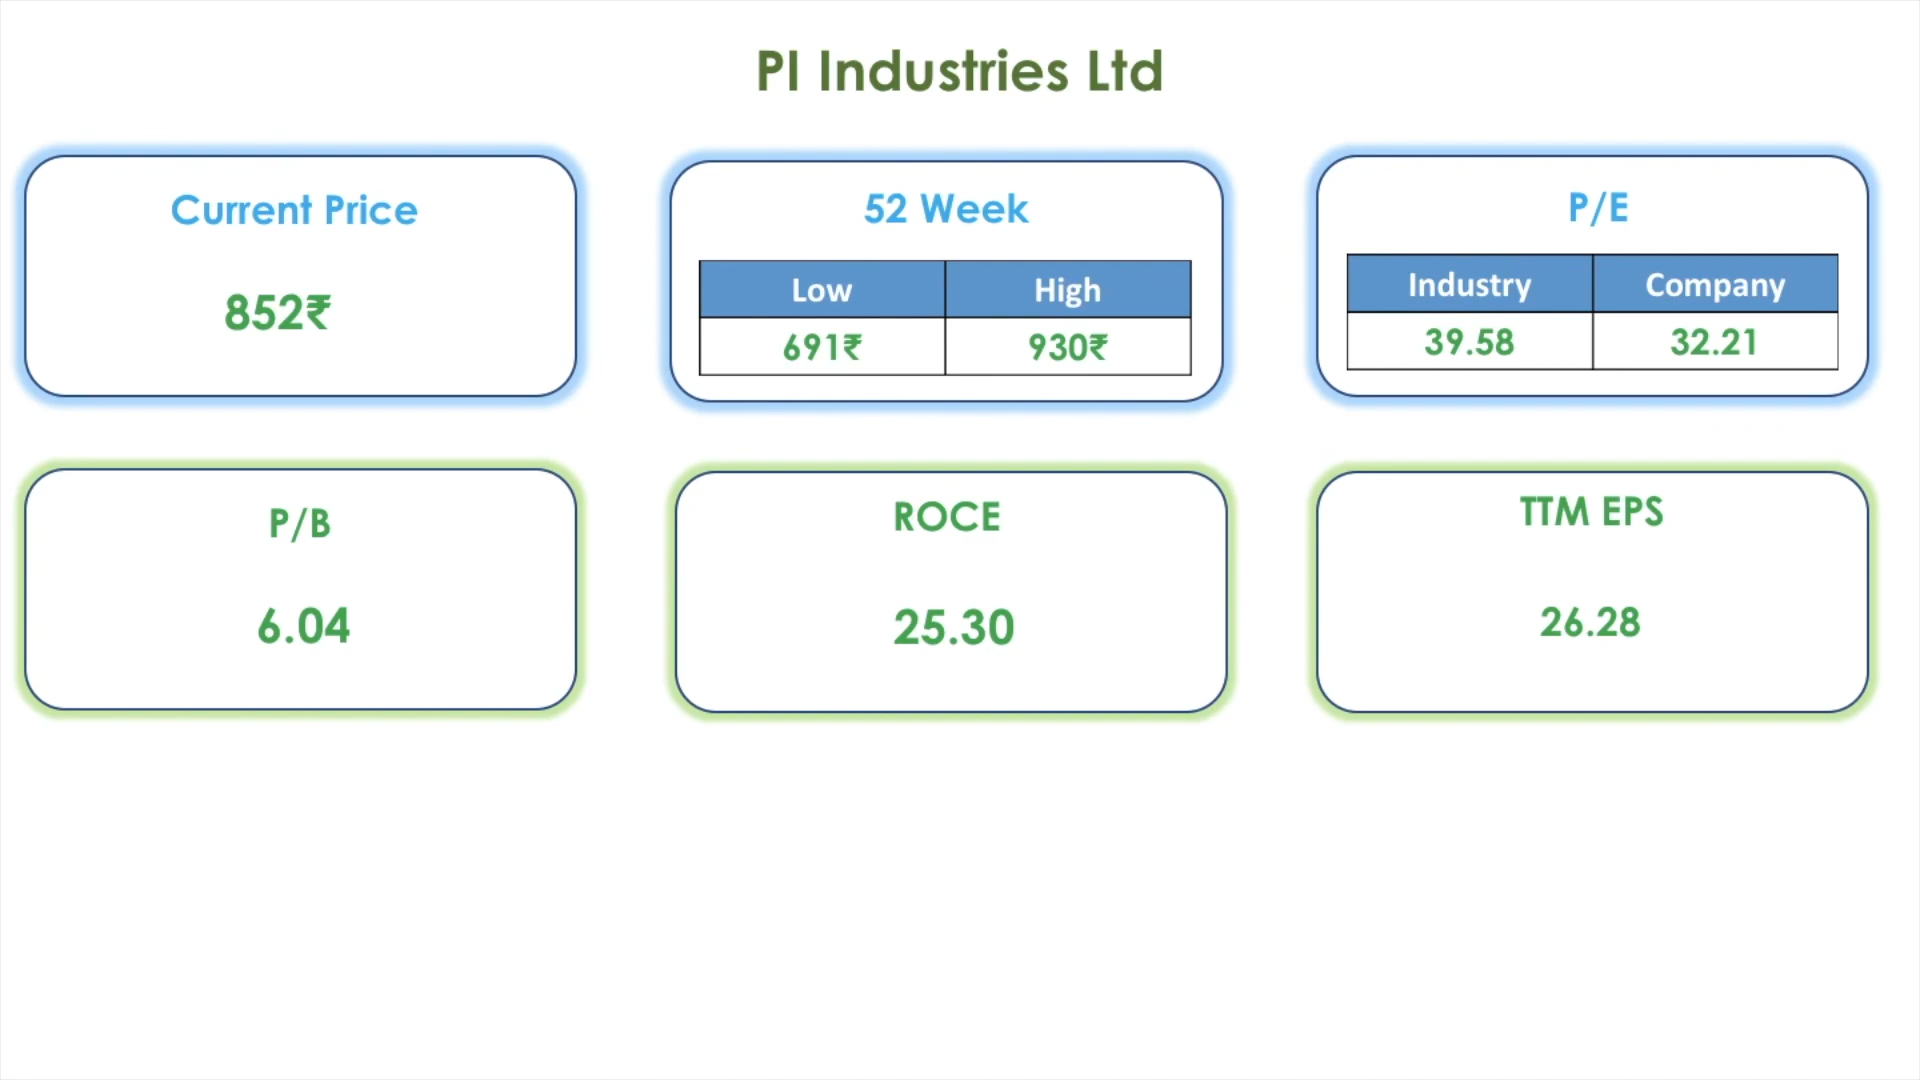 PI Industries Ltd
Current Price
852₹
52 Week
Low High
691₹ 930₹
P/E
Industry Company
39.58 32.21
P/B
6.04
ROCE
25.30
TTM EPS
26.28